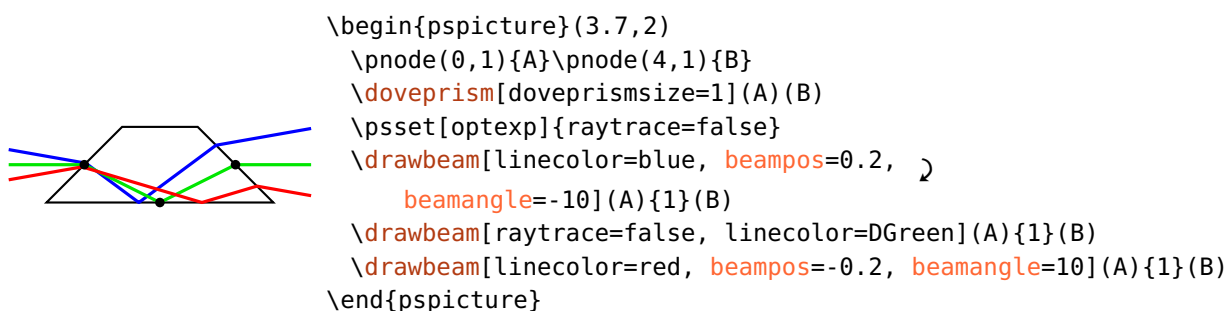 \begin{pspicture}(3.7,2)
\pnode(0,1){A}\pnode(4,1){B}
\doveprism[doveprismsize=1](A)(B)
\psset[optexp]{raytrace=false}
\drawbeam[linecolor=blue, beampos=0.2,
beamangle=-10](A){1}(B)
\drawbeam[raytrace=false, linecolor=DGreen](A){1}(B)
\drawbeam[linecolor=red, beampos=-0.2, beamangle=10](A){1}(B)
\end{pspicture}